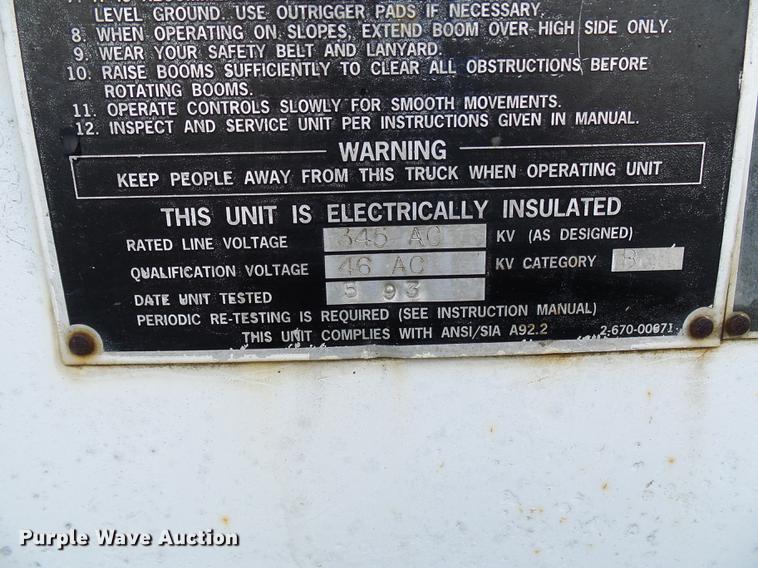 LEVEL GROUND. USE OUTRIGGER PADS IF NECESSARY.
8. WHEN OPERATING ON SLOPES, EXTEND BOOM OVER HIGH SIDE ONLY.
9. WEAR YOUR SAFETY BELT AND LANYARD.
10. RAISE BOOMS SUFFICIENTLY TO CLEAR ALL OBSTRUCTIONS BEFORE
ROTATING BOOMS.
11. OPERATE CONTROLS SLOWLY FOR SMOOTH MOVEMENTS.
12. INSPECT AND SERVICE UNIT PER INSTRUCTIONS GIVEN IN MANUAL.
WARNING
KEEP PEOPLE AWAY FROM THIS TRUCK WHEN OPERATING UNIT
THIS UNIT IS ELECTRICALLY INSULATED
RATED LINE VOLTAGE 345 AC KV (AS DESIGNED)
QUALIFICATION VOLTAGE 46 AC KV CATEGORY B
DATE UNIT TESTED 5 93
PERIODIC RE-TESTING IS REQUIRED (SEE INSTRUCTION MANUAL)
THIS UNIT COMPLIES WITH ANSI/SIA A92.2 2-670-00071
Purple Wave Auction